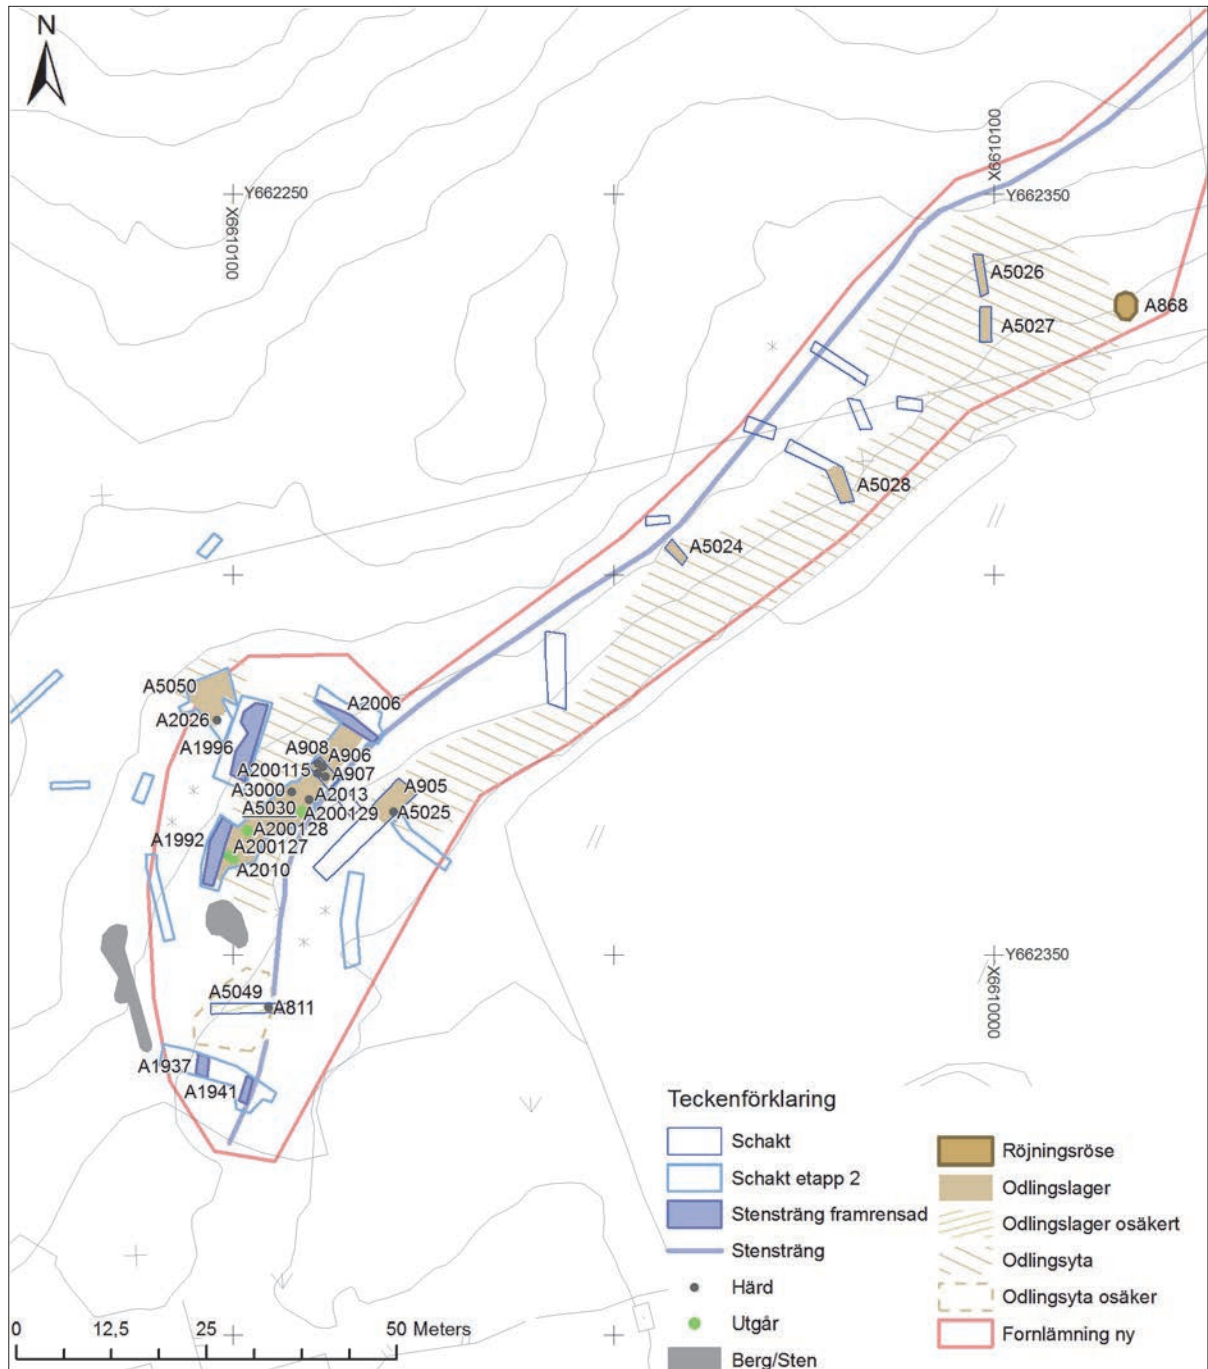 N
X6610100
Y662250
X6610100
Y662350
A5026
A868
A5027
A5028
A5024
A5050
A2006
A2026
A1996
A908
A906
A200115
A907
A905
A3000
A2013
A5030
A200129
A5025
A200128
A1992
A200127
A2010
Y662350
X6610000
A5049
A811
A1937
A1941
Teckenförklaring
Schakt
Schakt etapp 2
Stensträng framrensad
Stensträng
Härd
Utgår
Berg/Sten
Röjningsröse
Odlingslager
Odlingslager osäkert
Odlingsyta
Odlingsyta osäker
Fornlämning ny
0 12,5 25 50 Meters